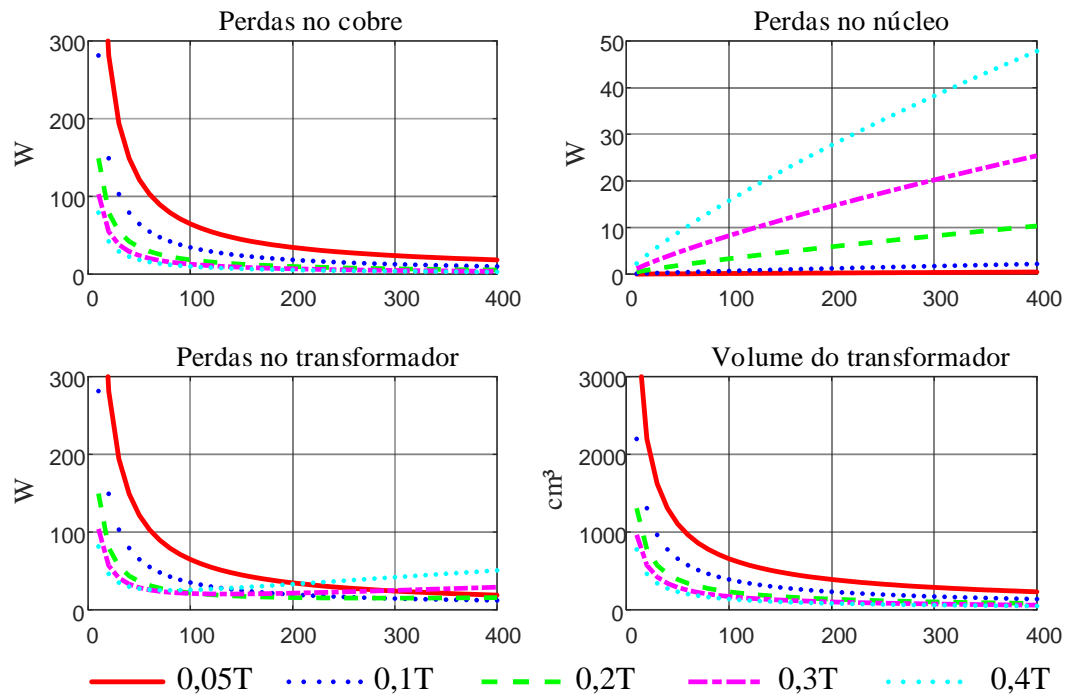 Perdas no cobre
W
300
200
100
0
0 100 200 300 400
Perdas no núcleo
W
50
40
30
20
10
0
0 100 200 300 400
Perdas no transformador
W
300
200
100
0
0 100 200 300 400
Volume do transformador
cm³
3000
2000
1000
0
0 100 200 300 400
0,05T 0,1T 0,2T 0,3T 0,4T